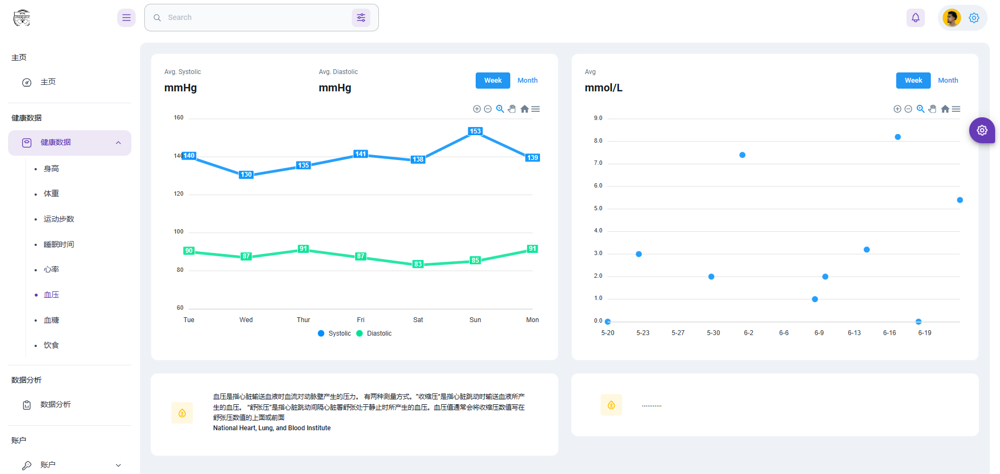 Search
主页
主页
健康数据
健康数据
身高
体重
运动步数
睡眠时间
心率
血压
血糖
饮食
数据分析
数据分析
账户
账户
Avg. Systolic
mmHg
Avg. Diastolic
mmHg
Week
Month
160
140
120
100
80
60
140
130
135
141
138
153
139
90
87
91
87
83
85
91
Tue
Wed
Thur
Fri
Sat
Sun
Mon
Systolic
Diastolic
Avg
mmol/L
Week
Month
9.0
8.0
7.0
6.0
5.0
4.0
3.0
2.0
1.0
0.0
5-20
5-23
5-27
5-30
6-2
6-6
6-9
6-13
6-16
6-19
血压是指心脏输送血液时血流对动脉壁产生的压力。 有两种测量方式。"收缩压"是指心脏跳动时输送血液所产
生的血压。 "舒张压"是指心脏跳动间隔心脏署舒张处于静止时所产生的血压。血压值通常会将收缩压数值写在
舒张压数值的上面或前面
National Heart, Lung, and Blood Institute
...........